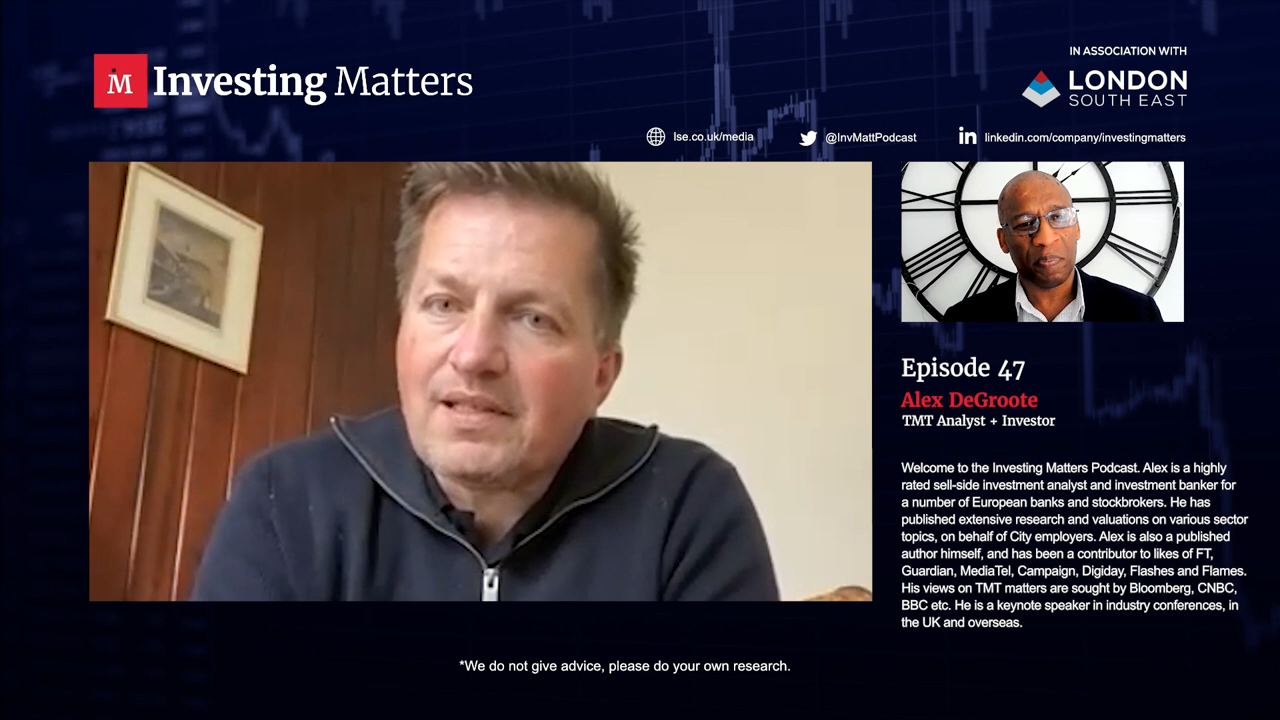 iM Investing Matters
IN ASSOCIATION WITH
LONDON
SOUTH EAST
lse.co.uk/media
@InvMattPodcast
in linkedin.com/company/investingmatters
Episode 47
Alex DeGroote
TMT Analyst + Investor
Welcome to the Investing Matters Podcast. Alex is a highly
rated sell-side investment analyst and investment banker for
a number of European banks and stockbrokers. He has
published extensive research and valuations on various sector
topics, on behalf of City employers. Alex is also a published
author himself, and has been a contributor to likes of FT,
Guardian, MediaTel, Campaign, Digiday, Flashes and Flames.
His views on TMT matters are sought by Bloomberg, CNBC,
BBC etc. He is a keynote speaker in industry conferences, in
the UK and overseas.
*We do not give advice, please do your own research.